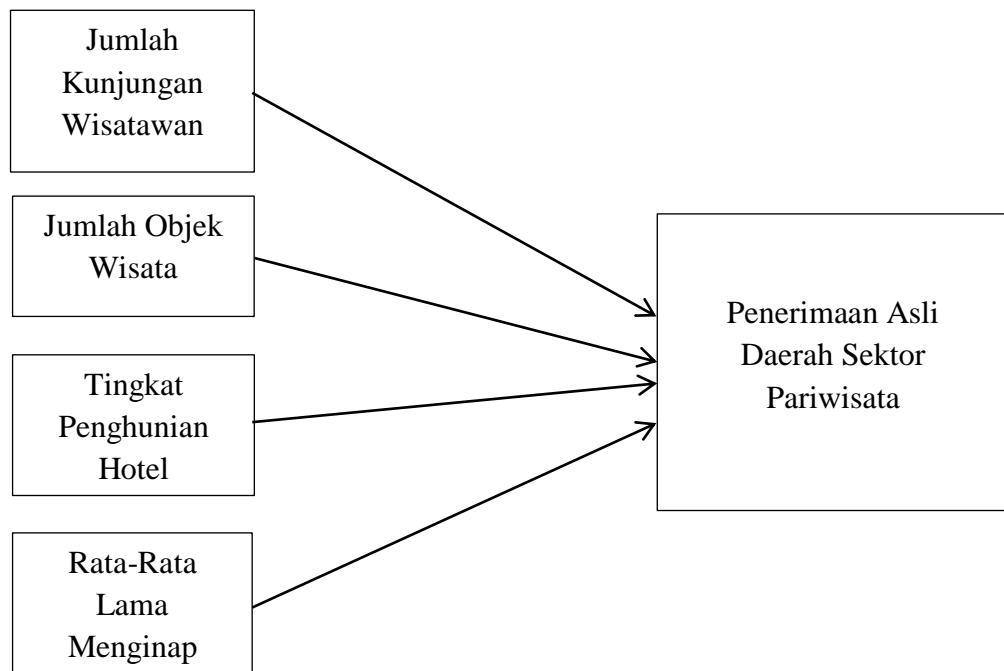 Jumlah
Kunjungan
Wisatawan
Jumlah Objek
Wisata
Tingkat
Penghunian
Hotel
Rata-Rata
Lama
Menginap
Penerimaan Asli
Daerah Sektor
Pariwisata